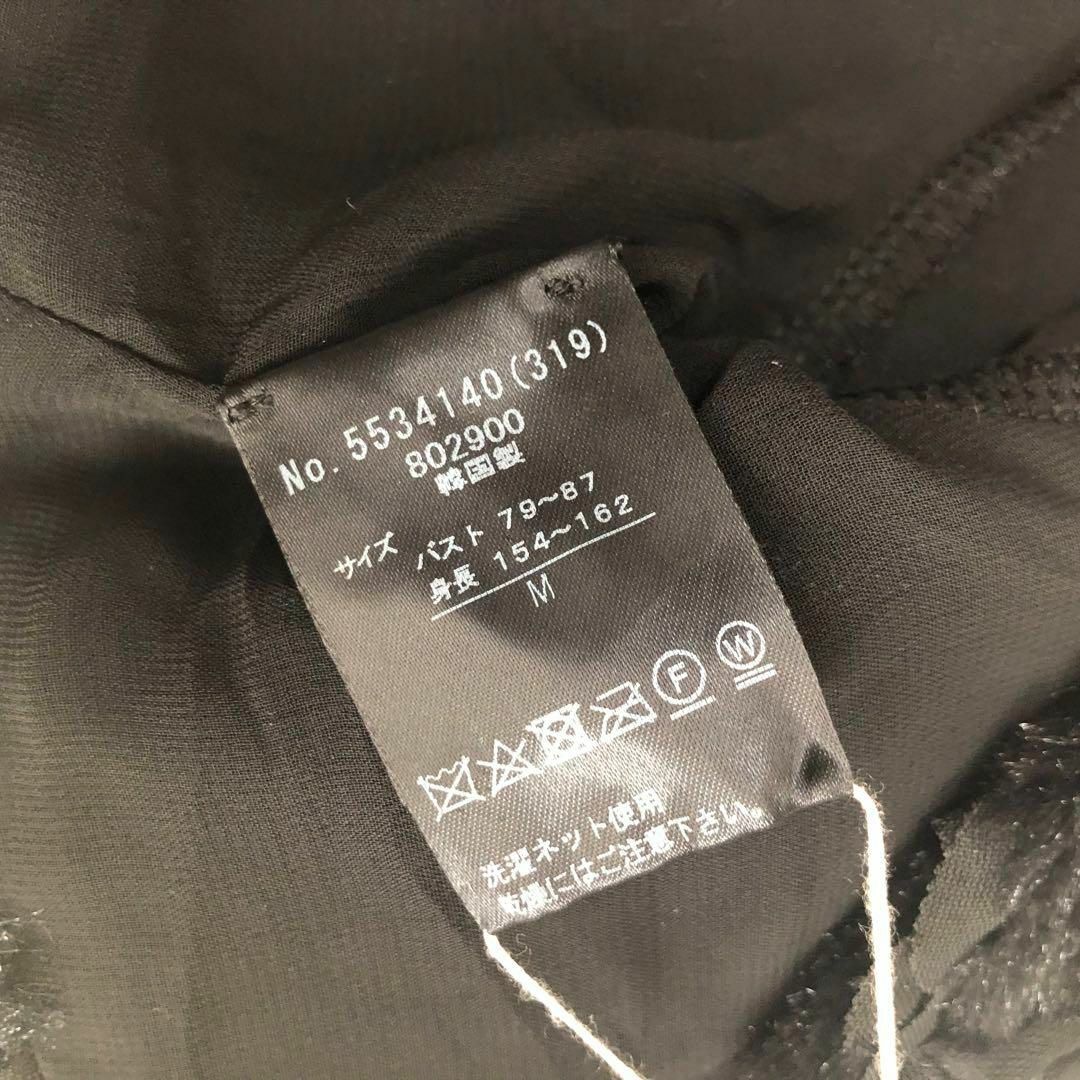 No.5534140(319)
802900
韓国製
サイズ バスト 79～87
身長 154～162
M
F W
洗濯ネット使用
乾燥にはご注意下さい。